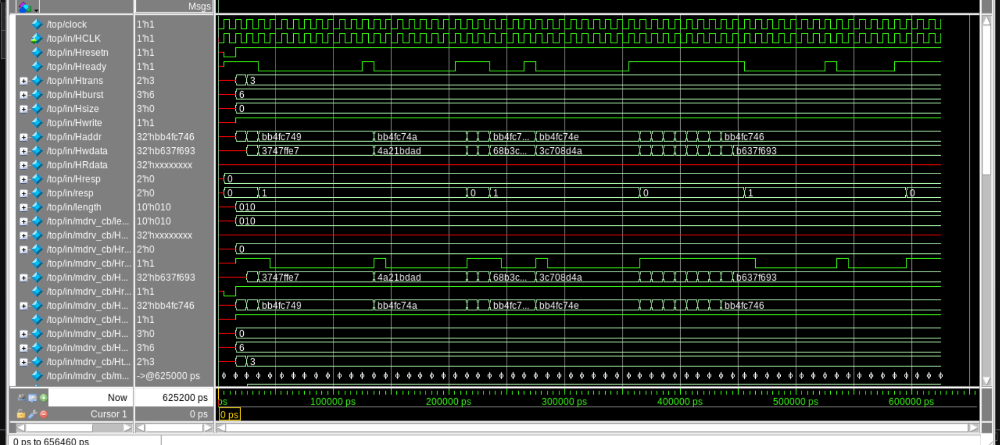 Msgs
/top/clock 1'h1
/top/in/HCLK 1'h1
/top/in/Hresetn 1'h1
/top/in/Hready 1'h1
/top/in/Htrans 2'h3 3
/top/in/Hburst 3'h6 6
/top/in/Hsize 3'h0 0
/top/in/Hwrite 1'h1
/top/in/Haddr 32'hbb4fc746 bb4fc749 bb4fc74a bb4fc7... bb4fc74e bb4fc746
/top/in/Hwdata 32'hb637f693 3747ffe7 4a21bdad 68b3c... 3c708d4a b637f693
/top/in/HRdata 32'hxxxxxxxx
/top/in/Hresp 2'h0 0
/top/in/resp 2'h0 0 1 0 1 0 1 0
/top/in/length 10'h010 010
/top/in/mdrv_cb/le... 10'h010 010
/top/in/mdrv_cb/H... 32'hxxxxxxxx
/top/in/mdrv_cb/Hr... 2'h0 0
/top/in/mdrv_cb/Hr... 1'h1
/top/in/mdrv_cb/H... 32'hb637f693 3747ffe7 4a21bdad 68b3c... 3c708d4a b637f693
/top/in/mdrv_cb/Hr... 1'h1
/top/in/mdrv_cb/H... 32'hbb4fc746 bb4fc749 bb4fc74a bb4fc7... bb4fc74e bb4fc746
/top/in/mdrv_cb/H... 1'h1
/top/in/mdrv_cb/H... 3'h0 0
/top/in/mdrv_cb/H... 3'h6 6
/top/in/mdrv_cb/Ht... 2'h3 3
/top/in/mdrv_cb/m... ->@625000 ps
Now 625200 ps ps 100000 ps 200000 ps 300000 ps 400000 ps 500000 ps 600000 ps
Cursor 1 0 ps 0 ps
0 ps to 656460 ps